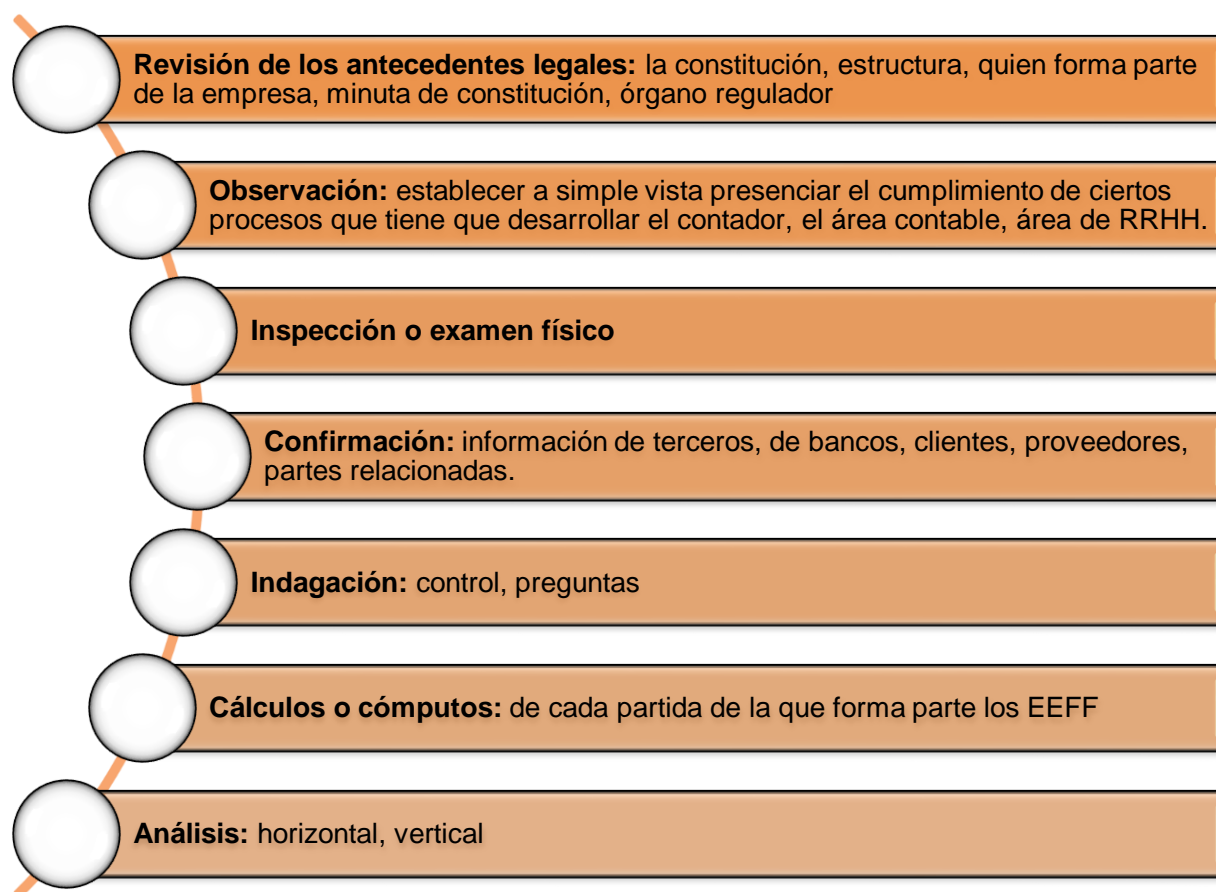 Revisión de los antecedentes legales: la constitución, estructura, quien forma parte
de la empresa, minuta de constitución, órgano regulador
Observación: establecer a simple vista presenciar el cumplimiento de ciertos
procesos que tiene que desarrollar el contador, el área contable, área de RRHH.
Inspección o examen físico
Confirmación: información de terceros, de bancos, clientes, proveedores,
partes relacionadas.
Indagación: control, preguntas
Cálculos o cómputos: de cada partida de la que forma parte los EEFF
Análisis: horizontal, vertical